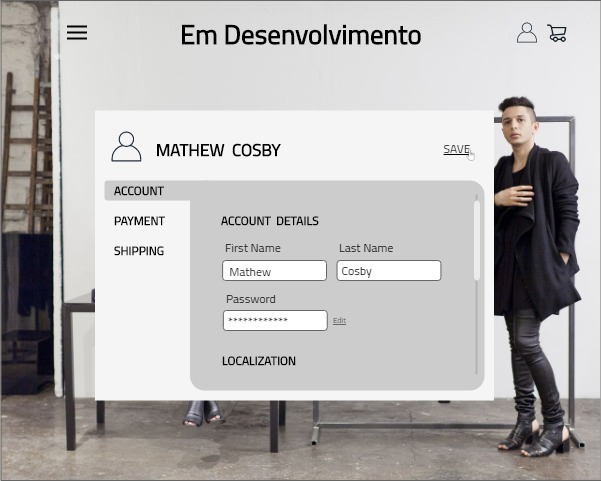 Em Desenvolvimento
MATHEW COSBY
SAVE
ACCOUNT
PAYMENT
SHIPPING
ACCOUNT DETAILS
First Name Last Name
Mathew Cosby
Password
************ Edit
LOCALIZATION